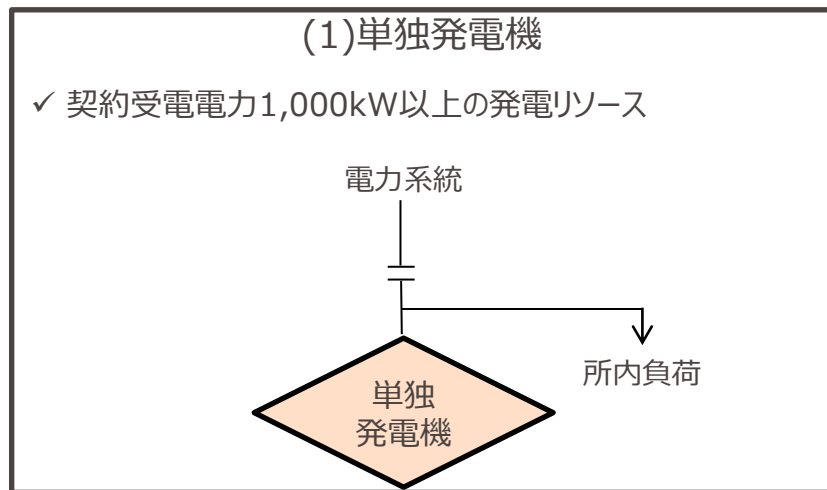 (1)単独発電機
✓ 契約受電電力1,000kW以上の発電リソース
電力系統
所内負荷
単独
発電機